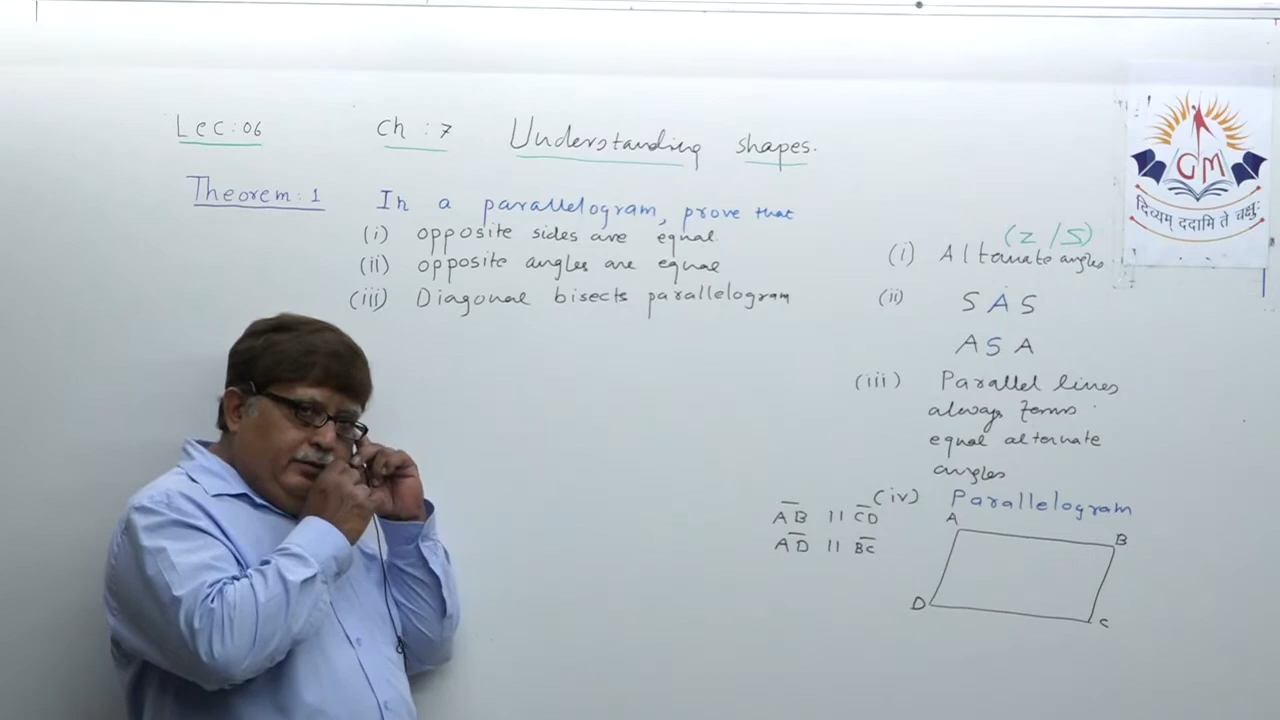 Lec: 06 Ch : 7 Understanding shapes.
Theorem: 1 In a parallelogram, prove that
(i) opposite sides are equal.
(ii) opposite angles are equal
(iii) Diagonal bisects parallelogram
(Z/S)
(i) Alternate angles
(ii) S A S
A S A
(iii) Parallel lines
always forms
equal alternate
angles
(iv) Parallelogram
AB || CD
AD || BC
A
B
D
C
GM
दिव्यम् ददामि ते चक्षुः